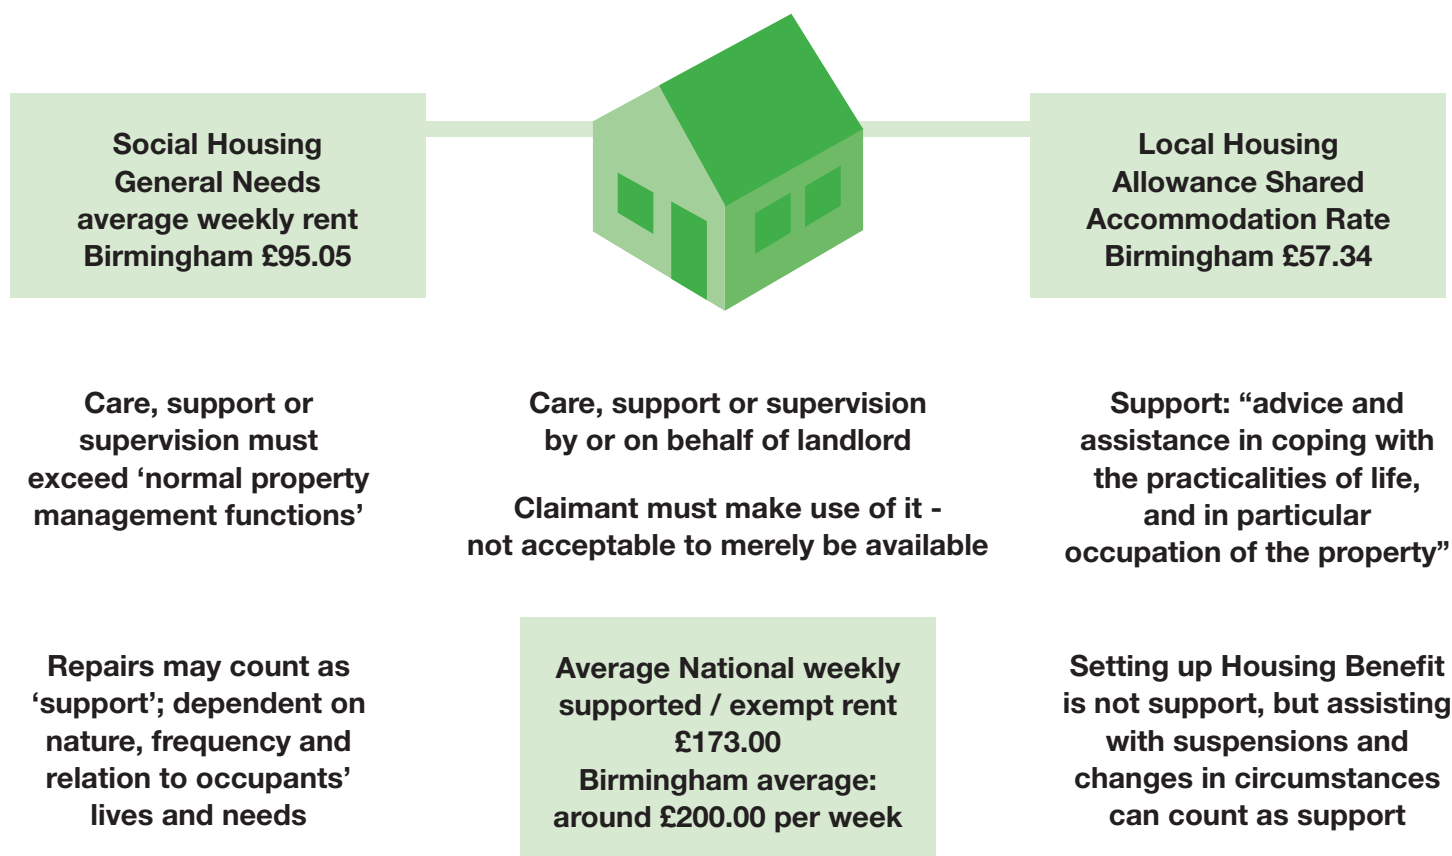 Social Housing
General Needs
average weekly rent
Birmingham £95.05
Local Housing
Allowance Shared
Accommodation Rate
Birmingham £57.34
Care, support or
supervision must
exceed ‘normal property
management functions’
Care, support or supervision
by or on behalf of landlord
Claimant must make use of it -
not acceptable to merely be available
Support: “advice and
assistance in coping with
the practicalities of life,
and in particular
occupation of the property”
Repairs may count as
‘support’; dependent on
nature, frequency and
relation to occupants’
lives and needs
Average National weekly
supported / exempt rent
£173.00
Birmingham average:
around £200.00 per week
Setting up Housing Benefit
is not support, but assisting
with suspensions and
changes in circumstances
can count as support